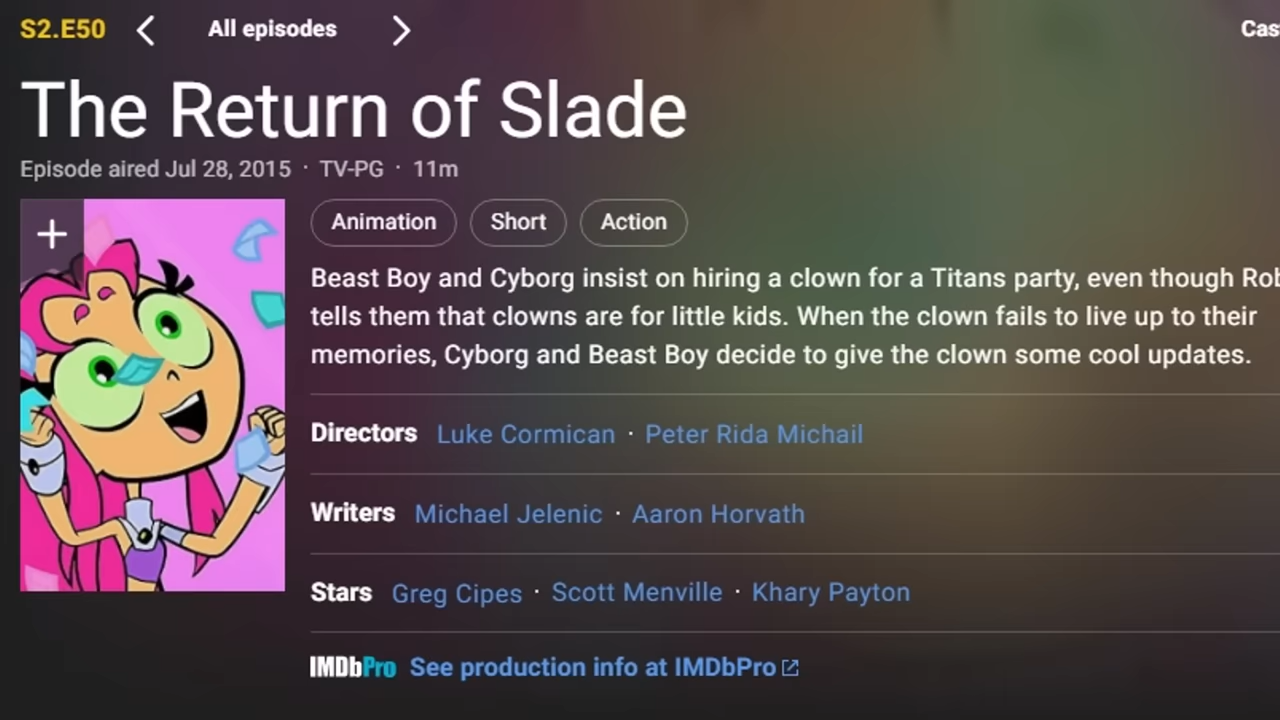 S2.E50 All episodes
The Return of Slade
Episode aired Jul 28, 2015 · TV-PG · 11m
Animation Short Action
Beast Boy and Cyborg insist on hiring a clown for a Titans party, even though
tells them that clowns are for little kids. When the clown fails to live up to their
memories, Cyborg and Beast Boy decide to give the clown some cool updates.
Directors Luke Cormican · Peter Rida Michail
Writers Michael Jelenic · Aaron Horvath
Stars Greg Cipes · Scott Menville · Khary Payton
IMDbPro See production info at IMDbPro